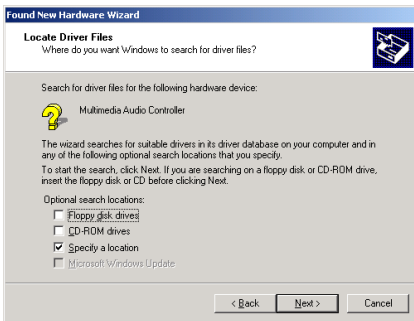 Found New Hardware Wizard
Locate Driver Files
Where do you want Windows to search for driver files?
Search for driver files for the following hardware device:
Multimedia Audio Controller
The wizard searches for suitable drivers in its driver database on your computer and in
any of the following optional search locations that you specify.
To start the search, click Next. If you are searching on a floppy disk or CD-ROM drive,
insert the floppy disk or CD before clicking Next.
Optional search locations:
Floppy disk drives
CD-ROM drives
Specify a location
Microsoft Windows Update
< Back Next > Cancel